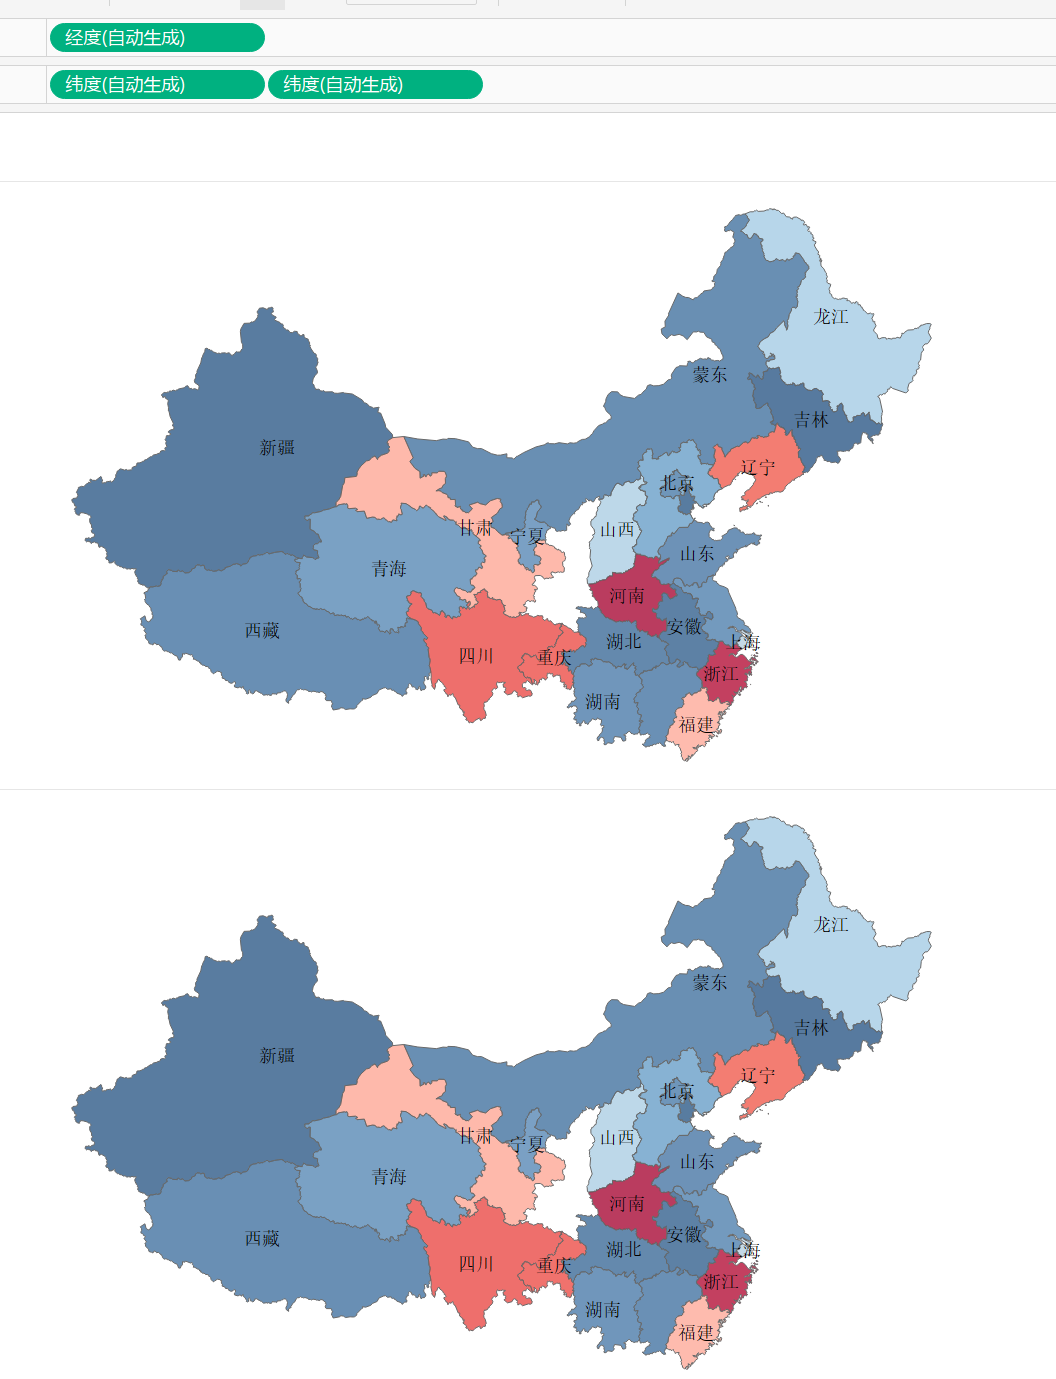 经度(自动生成)
纬度(自动生成) 纬度(自动生成)
龙江
蒙东
吉林
新疆
辽宁
北京
甘肃
宁夏
山西
山东
青海
河南
西藏
安徽
湖北
上海
四川
重庆
浙江
湖南
福建
龙江
蒙东
吉林
新疆
辽宁
北京
甘肃
宁夏
山西
山东
青海
河南
西藏
安徽
湖北
上海
四川
重庆
浙江
湖南
福建